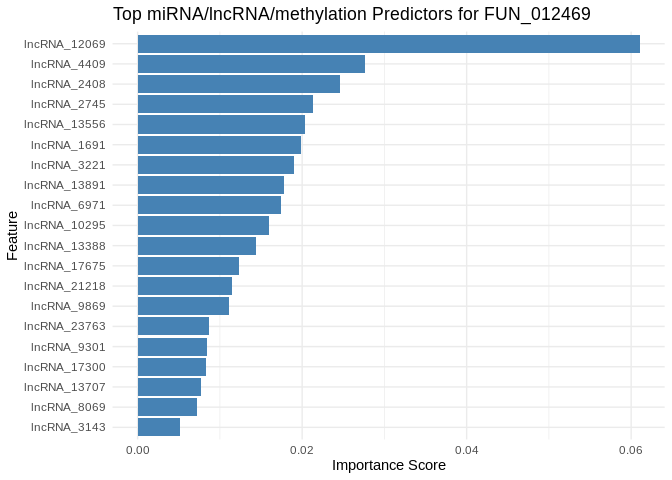 Top miRNA/lncRNA/methylation Predictors for FUN_012469
lncRNA_12069
lncRNA_4409
lncRNA_2408
lncRNA_2745
lncRNA_13556
lncRNA_1691
lncRNA_3221
lncRNA_13891
lncRNA_6971
lncRNA_10295
lncRNA_13388
lncRNA_17675
lncRNA_21218
lncRNA_9869
lncRNA_23763
lncRNA_9301
lncRNA_17300
lncRNA_13707
lncRNA_8069
lncRNA_3143
Feature
0.00 0.02 0.04 0.06
Importance Score